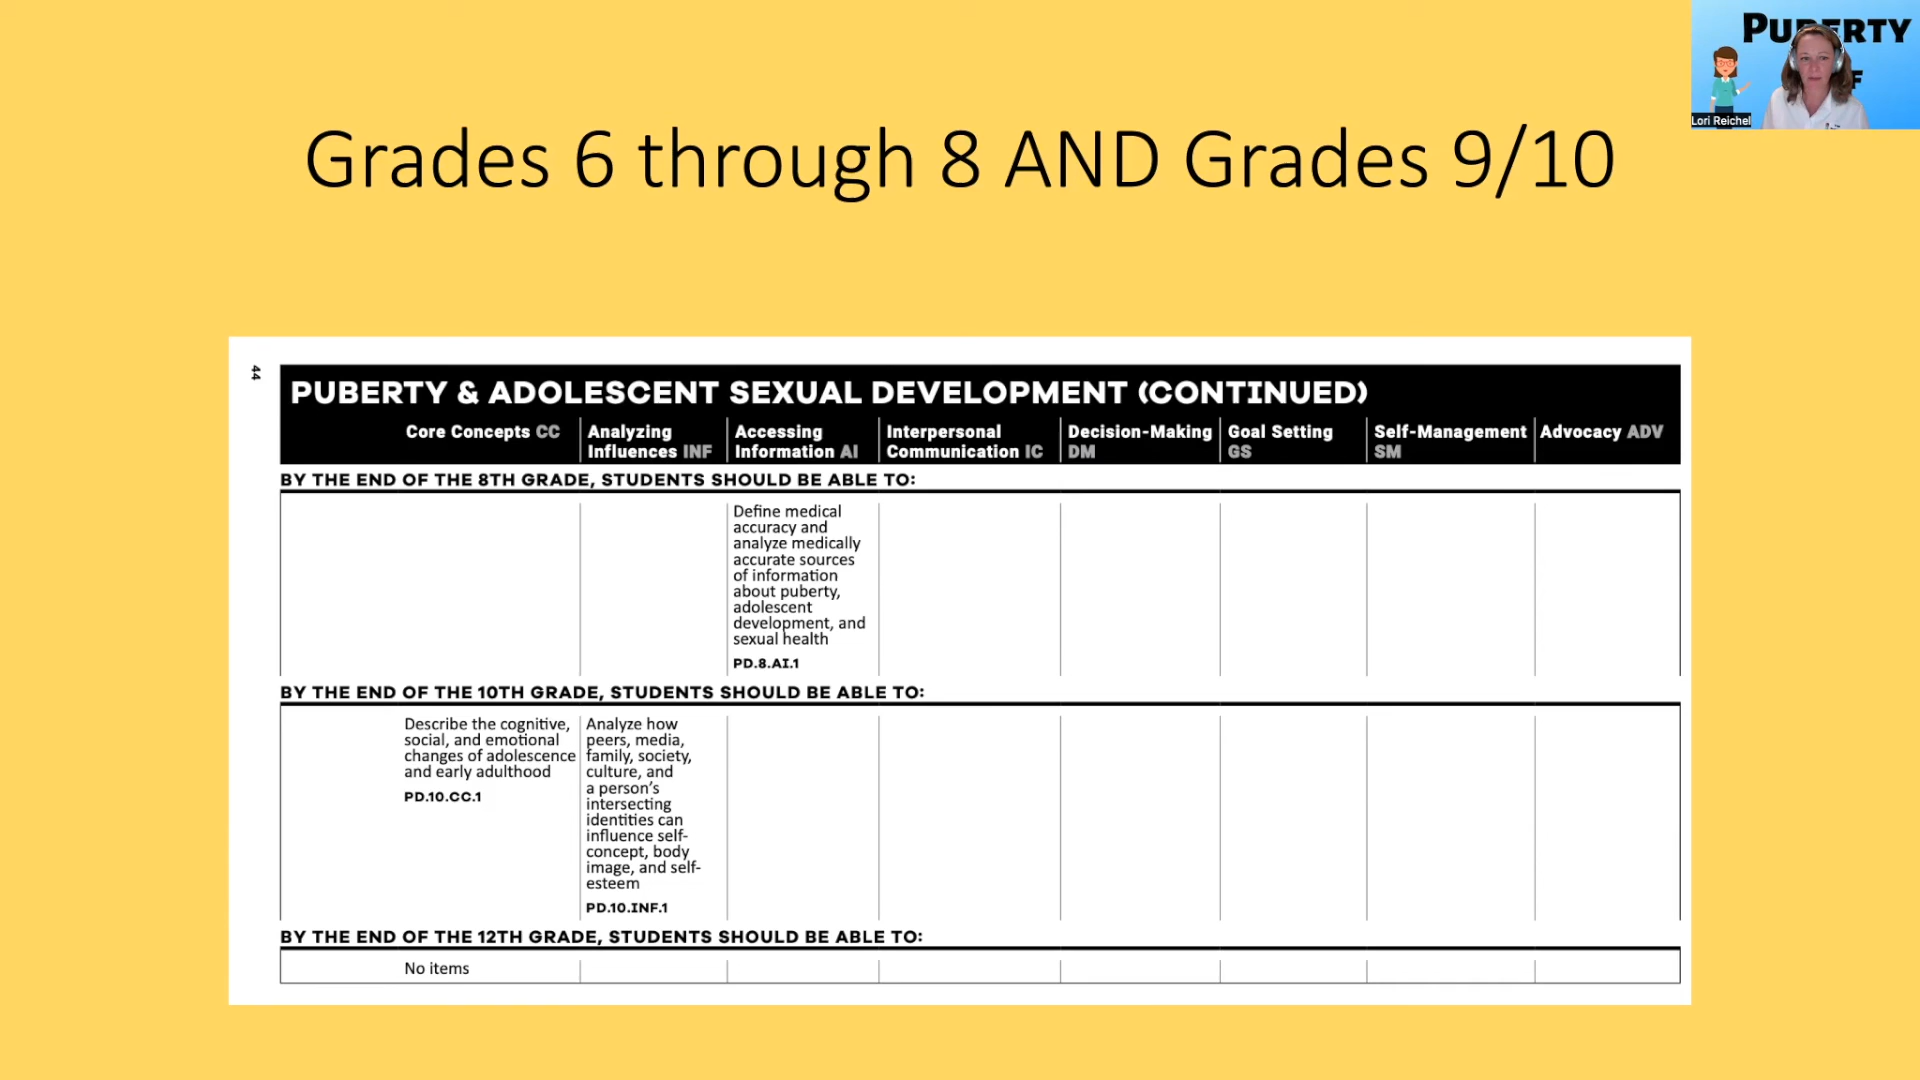 Grades 6 through 8 AND Grades 9/10
Lori Reichel
44
PUBERTY & ADOLESCENT SEXUAL DEVELOPMENT (CONTINUED)
Core Concepts CC
Analyzing
Influences INF
Accessing
Information AI
Interpersonal
Communication IC
Decision-Making
DM
Goal Setting
GS
Self-Management
SM
Advocacy ADV
BY THE END OF THE 8TH GRADE, STUDENTS SHOULD BE ABLE TO:
Define medical
accuracy and
analyze medically
accurate sources
of information
about puberty,
adolescent
development, and
sexual health
PD.8.AI.1
BY THE END OF THE 10TH GRADE, STUDENTS SHOULD BE ABLE TO:
Describe the cognitive,
social, and emotional
changes of adolescence
and early adulthood
PD.10.CC.1
Analyze how
peers, media,
family, society,
culture, and
a person’s
intersecting
identities can
influence self-
concept, body
image, and self-
esteem
PD.10.INF.1
BY THE END OF THE 12TH GRADE, STUDENTS SHOULD BE ABLE TO:
No items